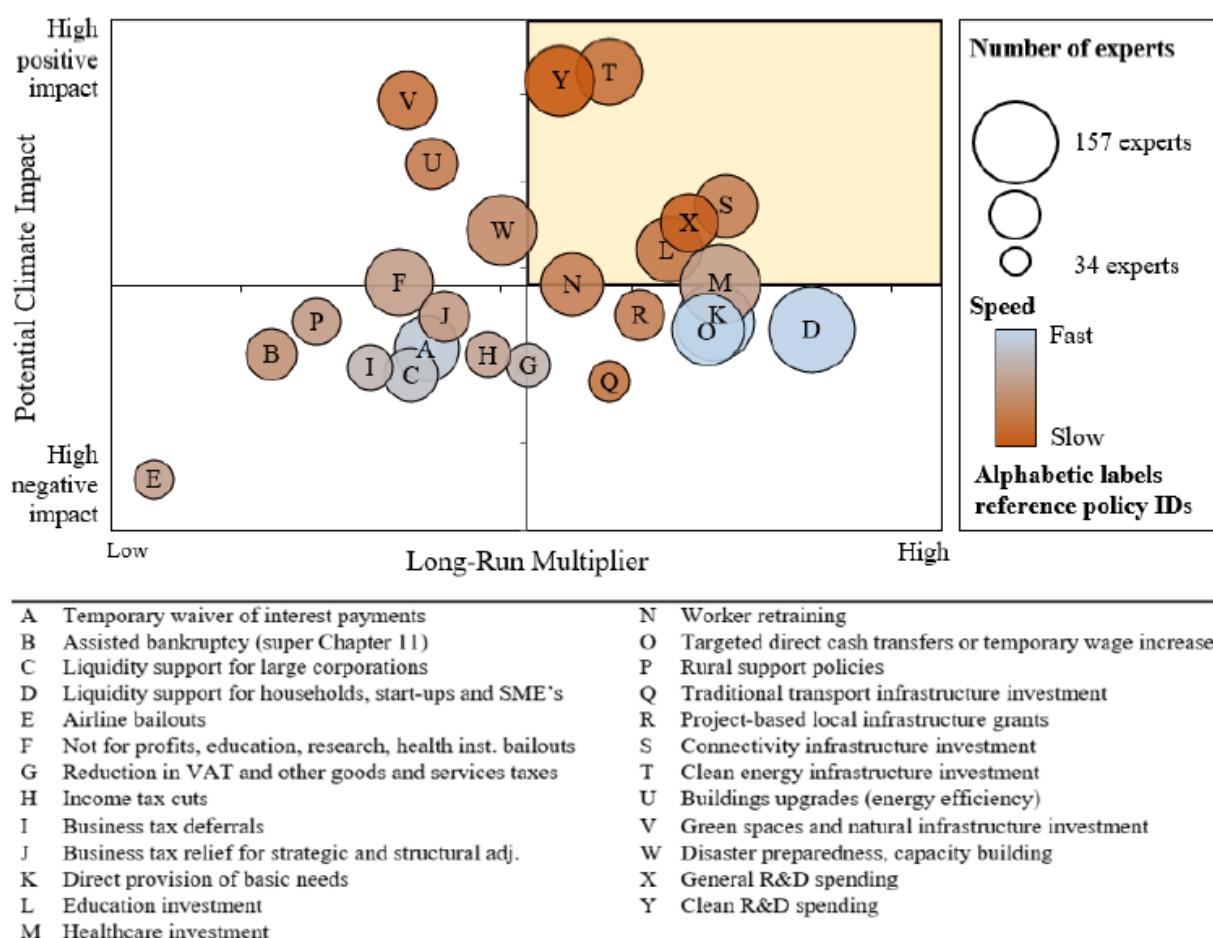 High
positive
impact
Potential Climate Impact
High
negative
impact
Y
T
V
U
S
X
W
L
F
N
M
P
J
R
K
O
D
B
A
H
I
C
G
Q
E
Low
Long-Run Multiplier
High
Number of experts
157 experts
34 experts
Speed
Fast
Slow
Alphabetic labels
reference policy IDs
A Temporary waiver of interest payments
B Assisted bankruptcy (super Chapter 11)
C Liquidity support for large corporations
D Liquidity support for households, start-ups and SME's
E Airline bailouts
F Not for profits, education, research, health inst. bailouts
G Reduction in VAT and other goods and services taxes
H Income tax cuts
I Business tax deferrals
J Business tax relief for strategic and structural adj.
K Direct provision of basic needs
L Education investment
M Healthcare investment
N Worker retraining
O Targeted direct cash transfers or temporary wage increase
P Rural support policies
Q Traditional transport infrastructure investment
R Project-based local infrastructure grants
S Connectivity infrastructure investment
T Clean energy infrastructure investment
U Buildings upgrades (energy efficiency)
V Green spaces and natural infrastructure investment
W Disaster preparedness, capacity building
X General R&D spending
Y Clean R&D spending